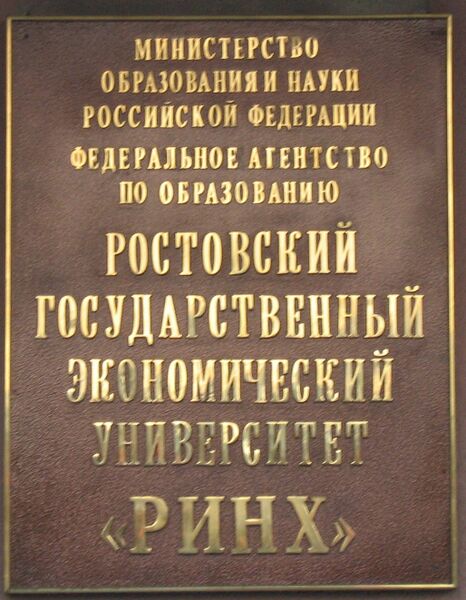 МИНИСТЕРСТВО
ОБРАЗОВАНИЯ И НАУКИ
РОССИЙСКОЙ ФЕДЕРАЦИИ
ФЕДЕРАЛЬНОЕ АГЕНТСТВО
ПО ОБРАЗОВАНИЮ
РОСТОВСКИЙ
ГОСУДАРСТВЕННЫЙ
ЭКОНОМИЧЕСКИЙ
УНИВЕРСИТЕТ
«РИНХ»